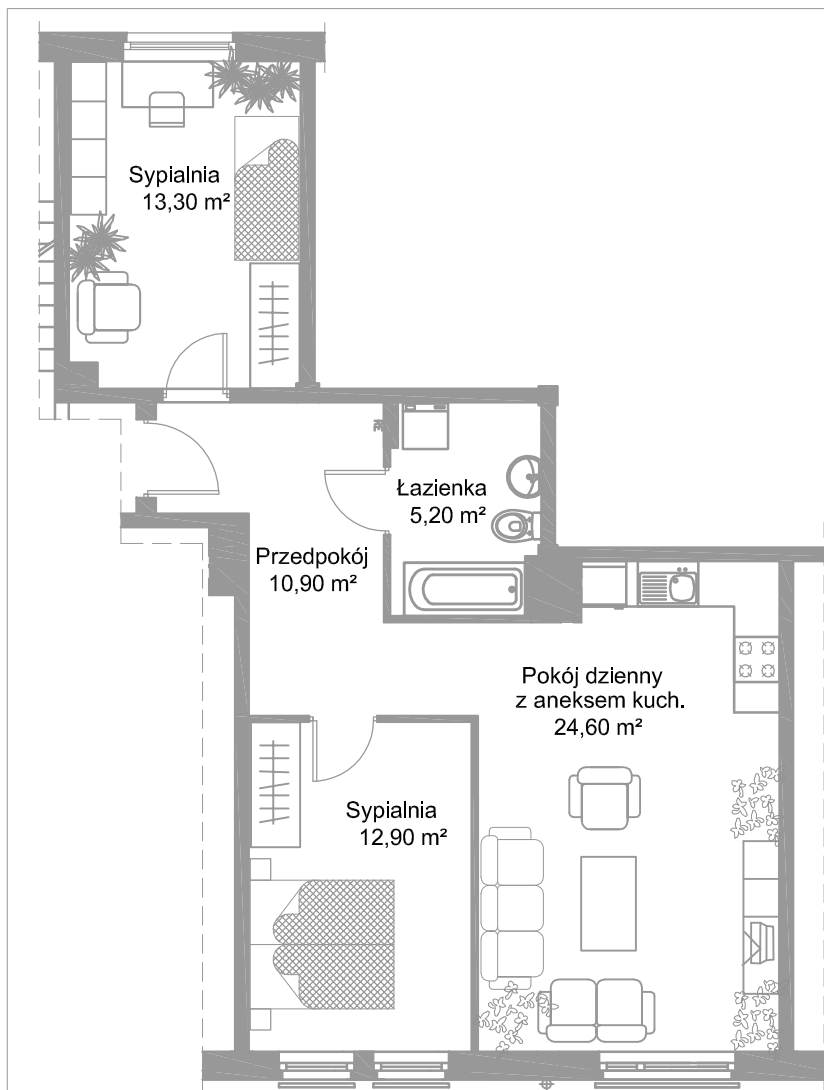 Sypialnia
13,30 m²
Łazienka
5,20 m²
Przedpokój
10,90 m²
Pokój dzienny
z aneksem kuch.
24,60 m²
Sypialnia
12,90 m²